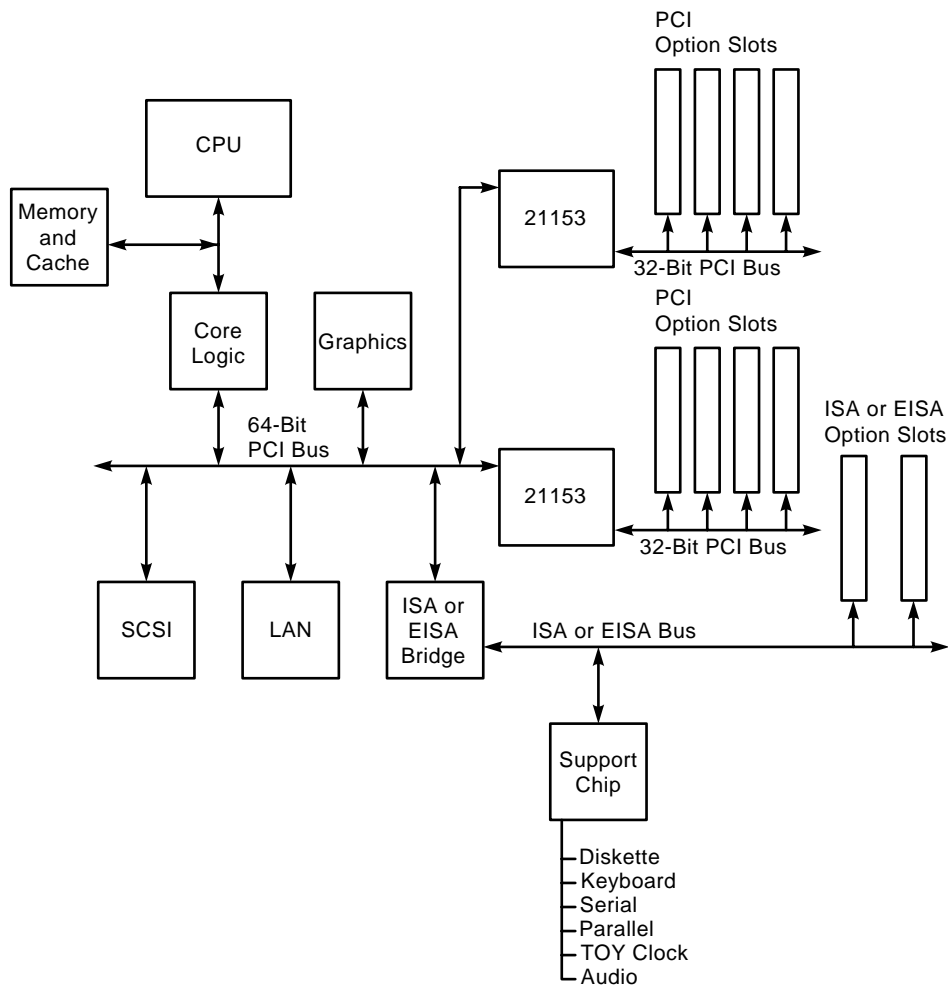 PCI
Option Slots
CPU
21153
Memory
and
Cache
32-Bit PCI Bus
PCI
Option Slots
Core
Logic
Graphics
ISA or EISA
Option Slots
64-Bit
PCI Bus
21153
32-Bit PCI Bus
SCSI
LAN
ISA or
EISA
Bridge
ISA or EISA Bus
Support
Chip
Diskette
Keyboard
Serial
Parallel
TOY Clock
Audio